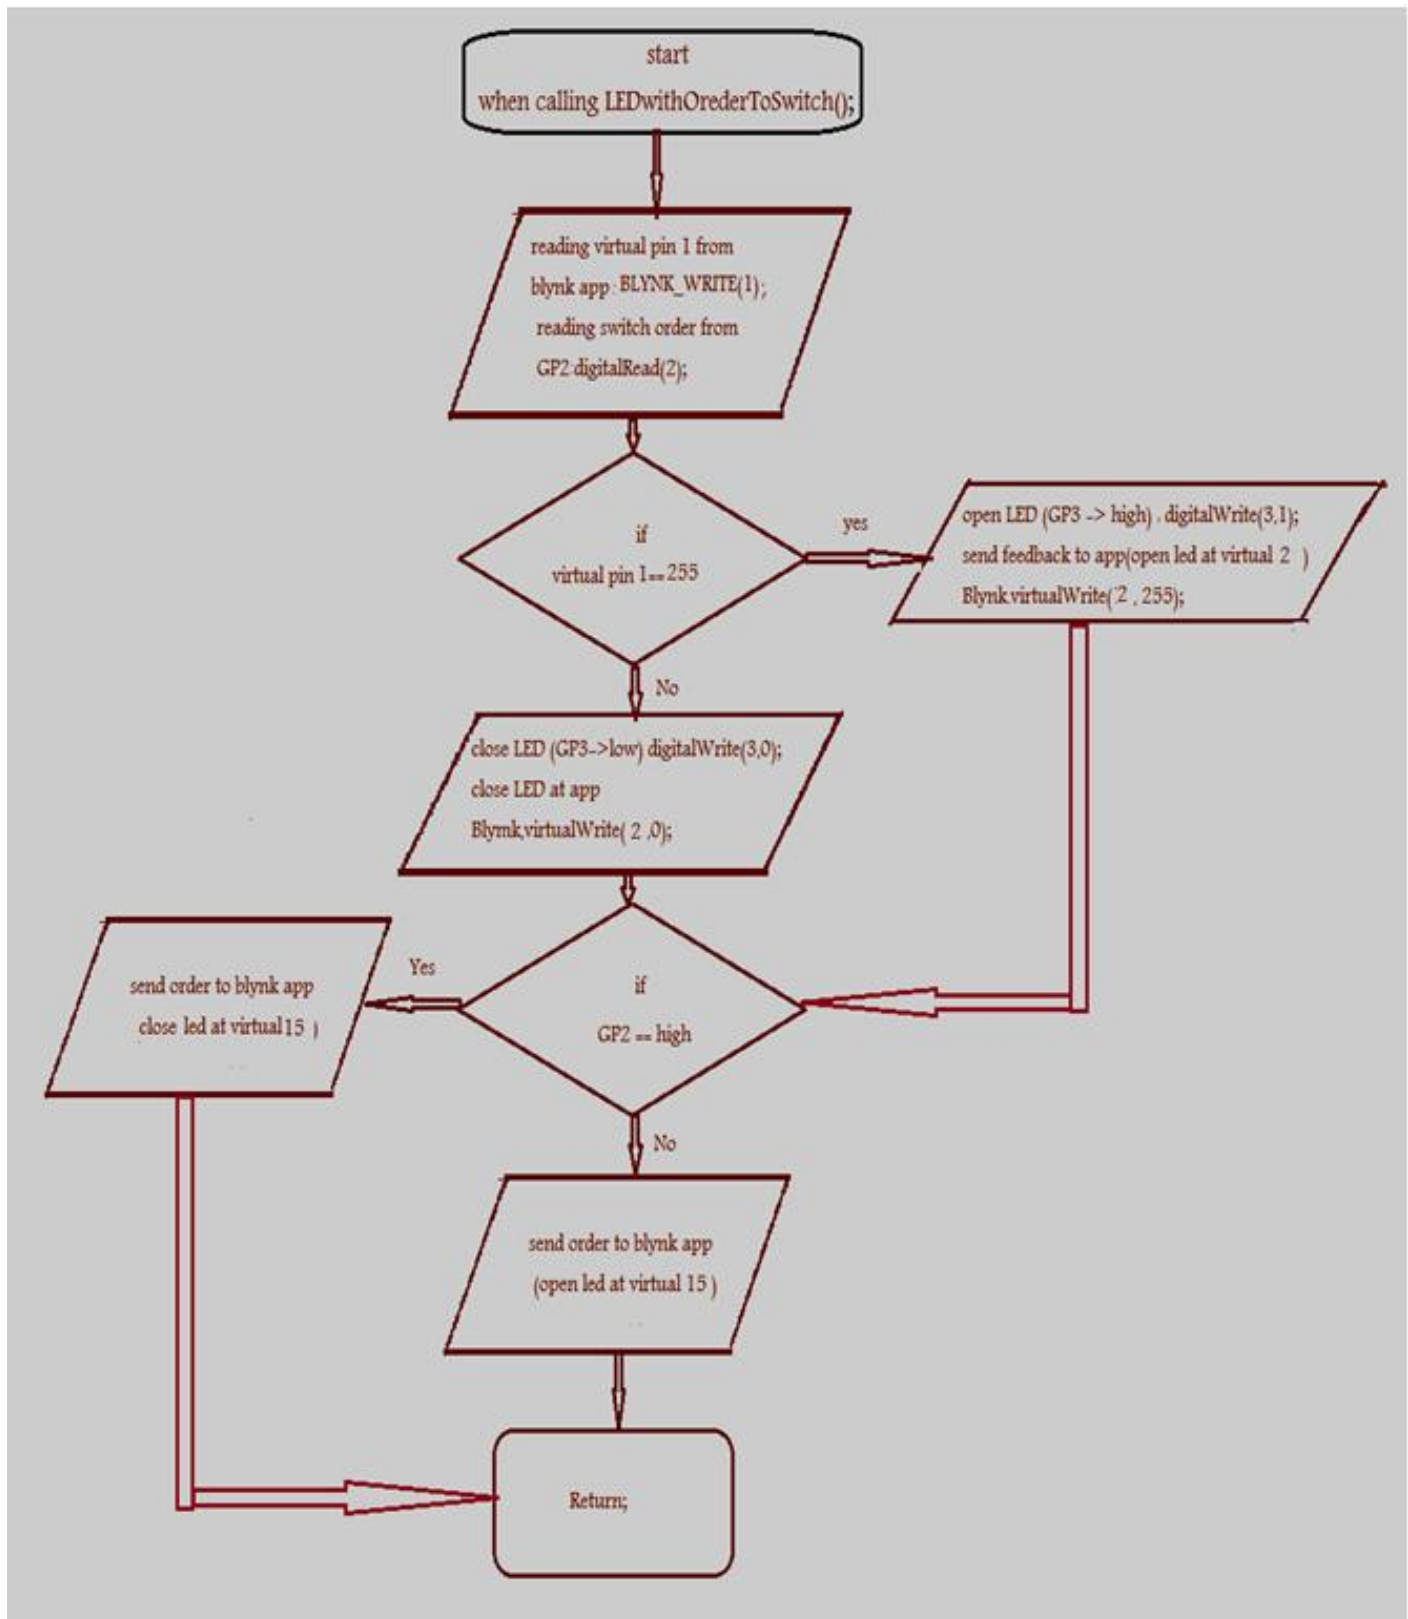 start
when calling LEDwithOrederToSwitch();
reading virtual pin 1 from
blynk app: BLYNK_WRITE(1);
reading switch order from
GP2:digitalRead(2);
if
virtual pin 1==255
yes
open LED (GP3 -> high) . digitalWrite(3,1);
send feedback to app(open led at virtual 2 )
Blynk.virtualWrite( 2 , 255);
No
close LED (GP3->low) digitalWrite(3,0);
close LED at app
Blymk,virtualWrite( 2 ,0);
if
GP2 == high
Yes
send order to blynk app
close led at virtual 15 )
No
send order to blynk app
(open led at virtual 15 )
Return;